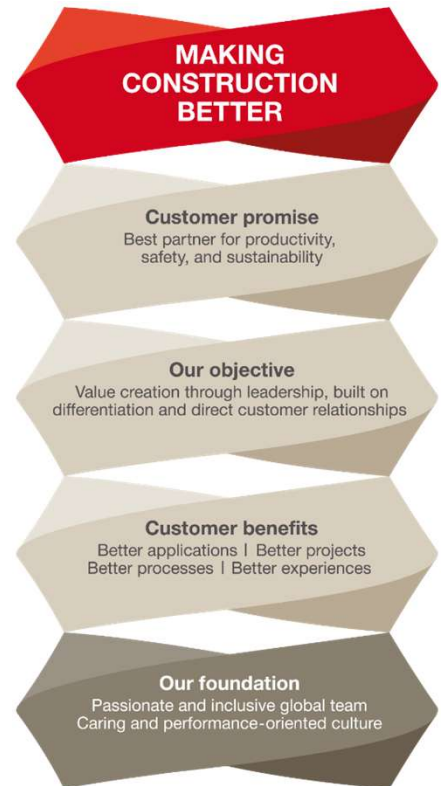 MAKING
CONSTRUCTION
BETTER
Customer promise
Best partner for productivity,
safety, and sustainability
Our objective
Value creation through leadership, built on
differentiation and direct customer relationships
Customer benefits
Better applications | Better projects
Better processes | Better experiences
Our foundation
Passionate and inclusive global team
Caring and performance-oriented culture